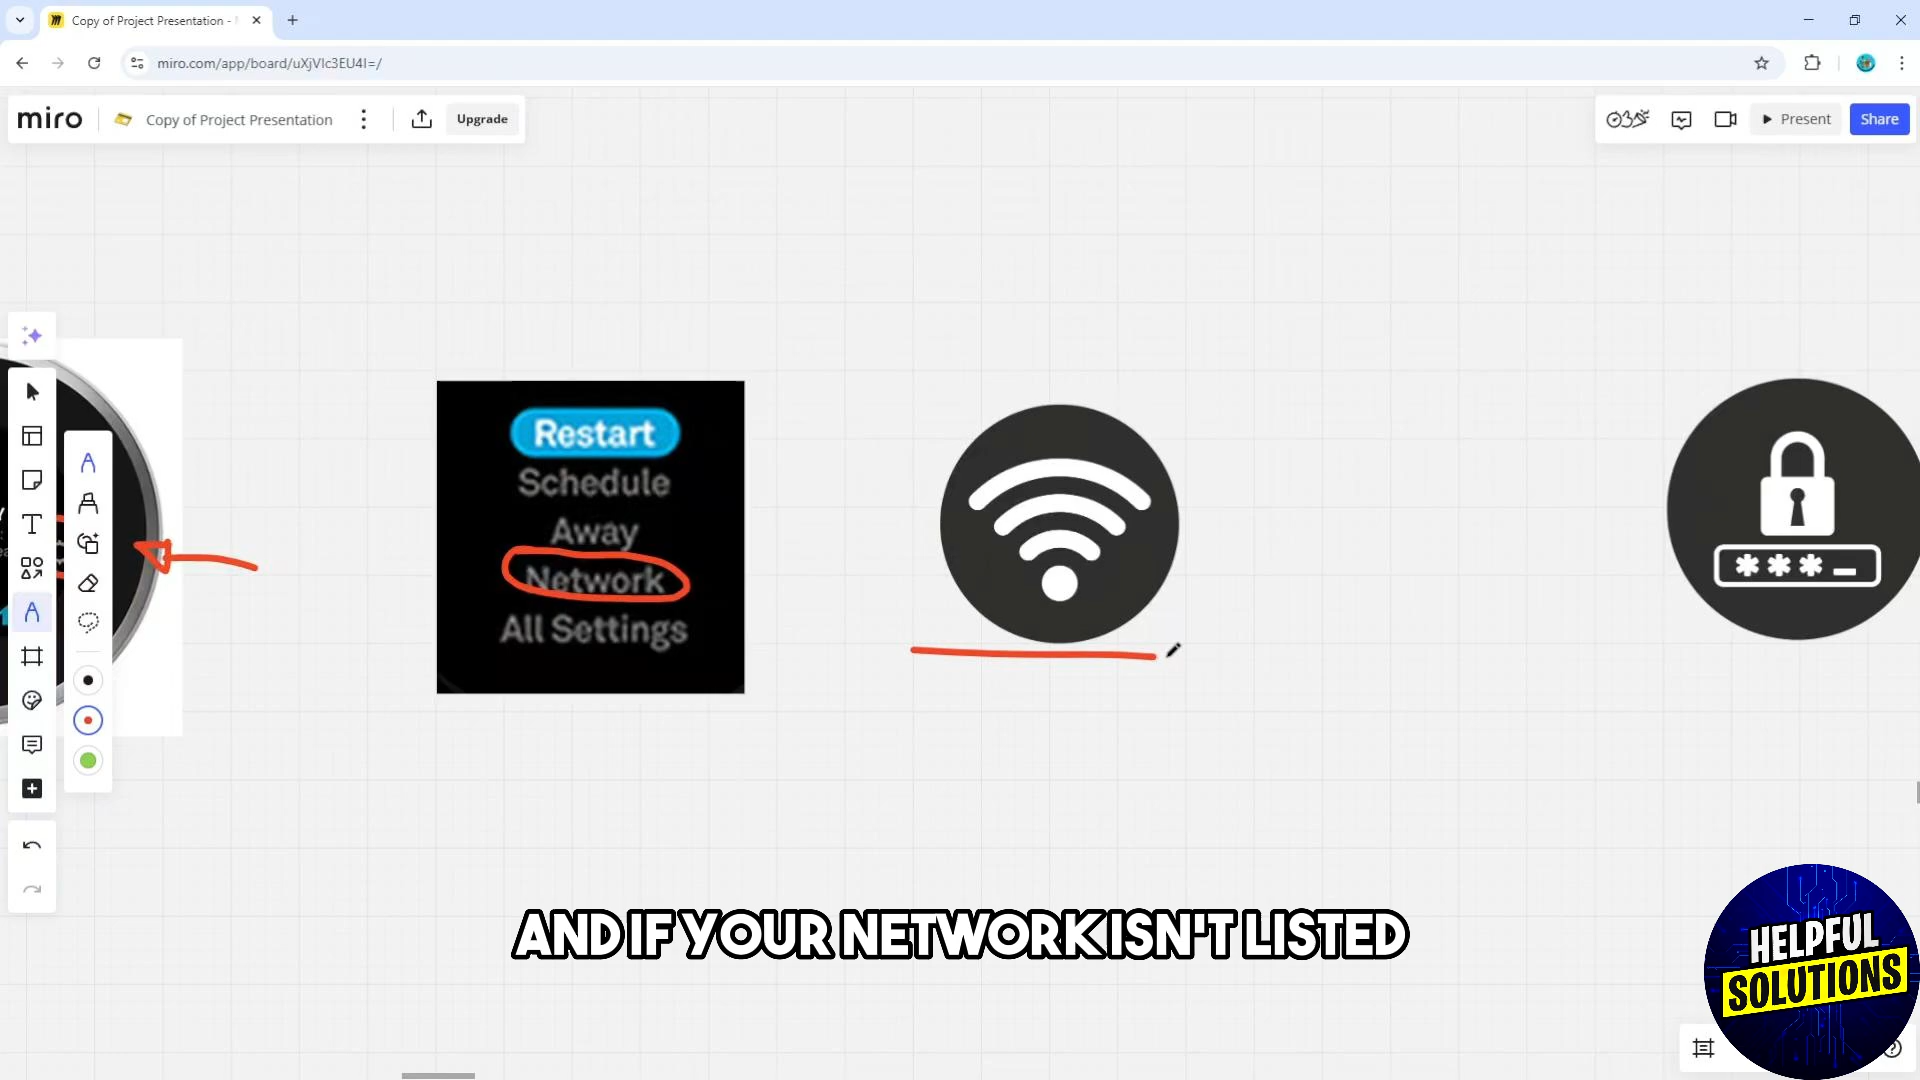 Copy of Project Presentation -
miro.com/app/board/uXjVIc3EU4I=/
miro
Copy of Project Presentation
Upgrade
Present
Share
Restart
Schedule
Away
Network
All Settings
***_
AND IF YOUR NETWORK ISN'T LISTED
HELPFUL
SOLUTIONS